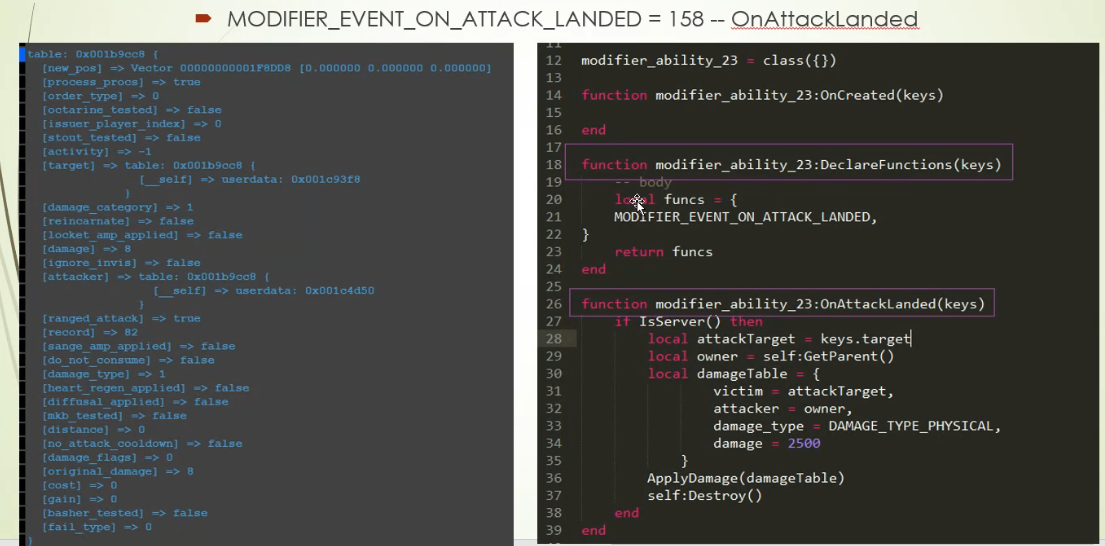 MODIFIER_EVENT_ON_ATTACK_LANDED = 158 -- OnAttackLanded
table: 0x001b9cc8 {
[new_pos] => Vector 00000000001F8DD8 [0.000000 0.000000 0.000000]
[process_procs] => true
[order_type] => 0
[octarine_tested] => false
[issuer_player_index] => 0
[stout_tested] => false
[activity] => -1
[target] => table: 0x001b9cc8 {
[__self] => userdata: 0x001c93f8
}
[damage_category] => 1
[reincarnate] => false
[locket_amp_applied] => false
[damage] => 8
[ignore_invis] => false
[attacker] => table: 0x001b9cc8 {
[__self] => userdata: 0x001c4d50
}
[ranged_attack] => true
[record] => 82
[sange_amp_applied] => false
[do_not_consume] => false
[damage_type] => 1
[heart_regen_applied] => false
[diffusal_applied] => false
[mkb_tested] => false
[distance] => 0
[no_attack_cooldown] => false
[damage_flags] => 0
[original_damage] => 8
[cost] => 0
[gain] => 0
[basher_tested] => false
[fail_type] => 0
}
11
12 modifier_ability_23 = class({})
13
14 function modifier_ability_23:OnCreated(keys)
15
16 end
17
18 function modifier_ability_23:DeclareFunctions(keys)
19 -- body
20 local funcs = {
21 MODIFIER_EVENT_ON_ATTACK_LANDED,
22 }
23 return funcs
24 end
25
26 function modifier_ability_23:OnAttackLanded(keys)
27 if IsServer() then
28 local attackTarget = keys.target
29 local owner = self:GetParent()
30 local damageTable = {
31 victim = attackTarget,
32 attacker = owner,
33 damage_type = DAMAGE_TYPE_PHYSICAL,
34 damage = 2500
35 }
36 ApplyDamage(damageTable)
37 self:Destroy()
38 end
39 end